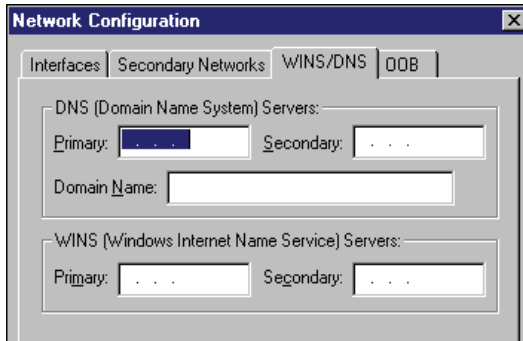 Network Configuration
Interfaces Secondary Networks WINS/DNS OOB
DNS (Domain Name System) Servers:
Primary: . . . Secondary: . . .
Domain Name:
WINS (Windows Internet Name Service) Servers:
Primary: . . . Secondary: . . .